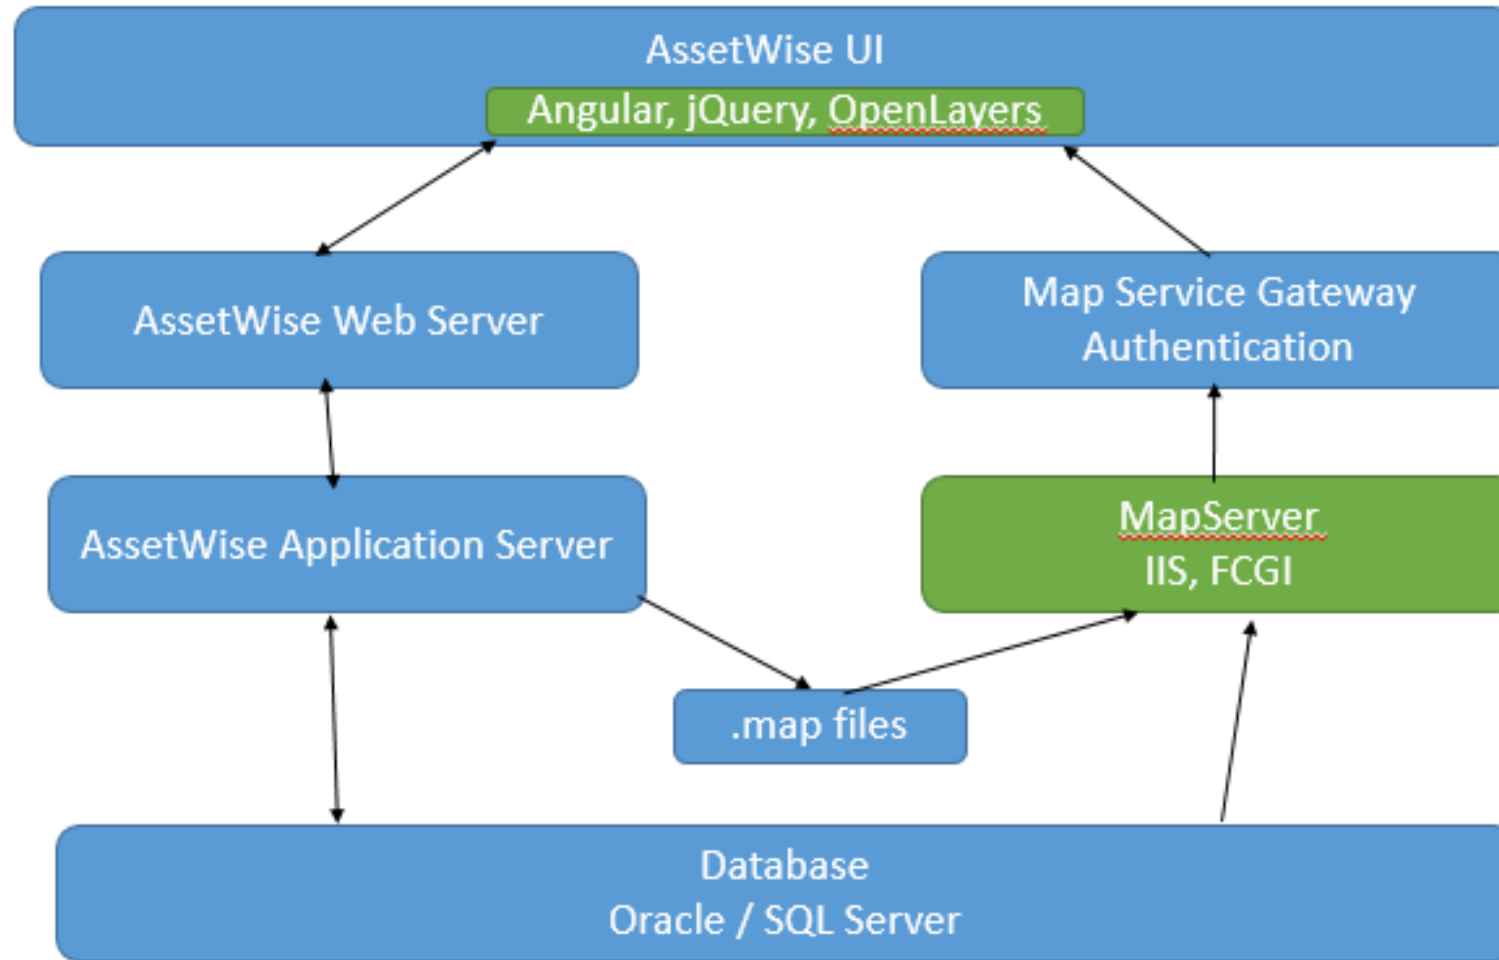 AssetWise UI
Angular, jQuery, OpenLayers
AssetWise Web Server
Map Service Gateway
Authentication
AssetWise Application Server
MapServer
IIS, FCGI
.map files
Database
Oracle / SQL Server